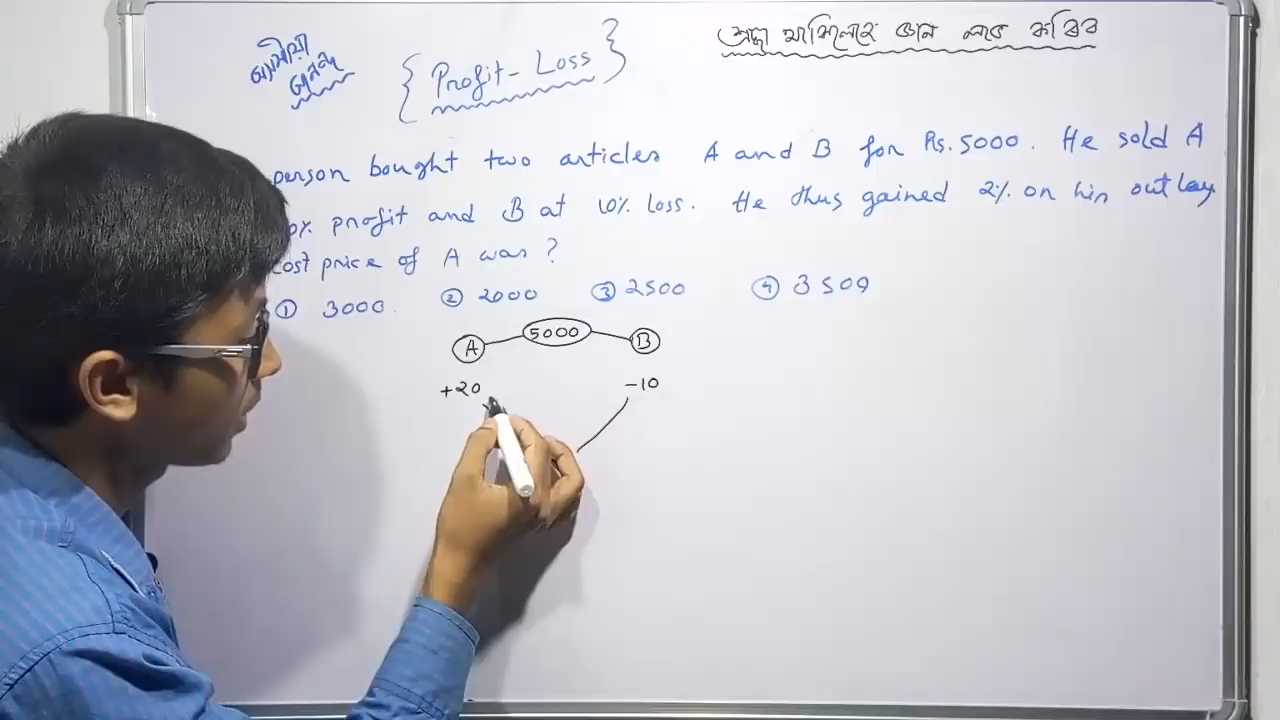 { Profit - Loss }
person bought two articles A and B for Rs. 5000. He sold A
0% profit and B at 10% Loss. He thus gained 2% on his outlay.
cost price of A was ?
① 3000. ② 2000 ③ 2500 ④ 3500
A 5000 B
+20 -10